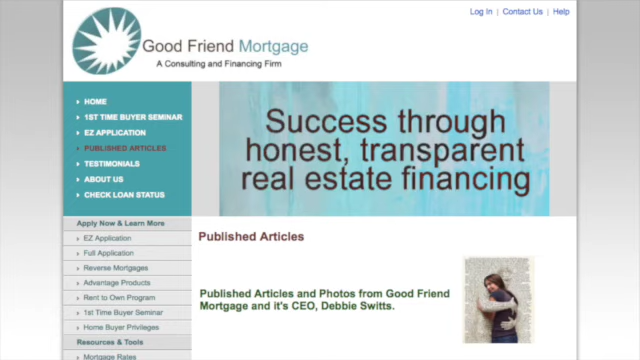 Log In | Contact Us | Help
Good Friend Mortgage
A Consulting and Financing Firm
HOME
1ST TIME BUYER SEMINAR
EZ APPLICATION
PUBLISHED ARTICLES
TESTIMONIALS
ABOUT US
CHECK LOAN STATUS
Success through
honest, transparent
real estate financing
Apply Now & Learn More
EZ Application
Full Application
Reverse Mortgages
Advantage Products
Rent to Own Program
1st Time Buyer Seminar
Home Buyer Privileges
Resources & Tools
Mortgage Rates
Published Articles
Published Articles and Photos from Good Friend
Mortgage and it's CEO, Debbie Switts.